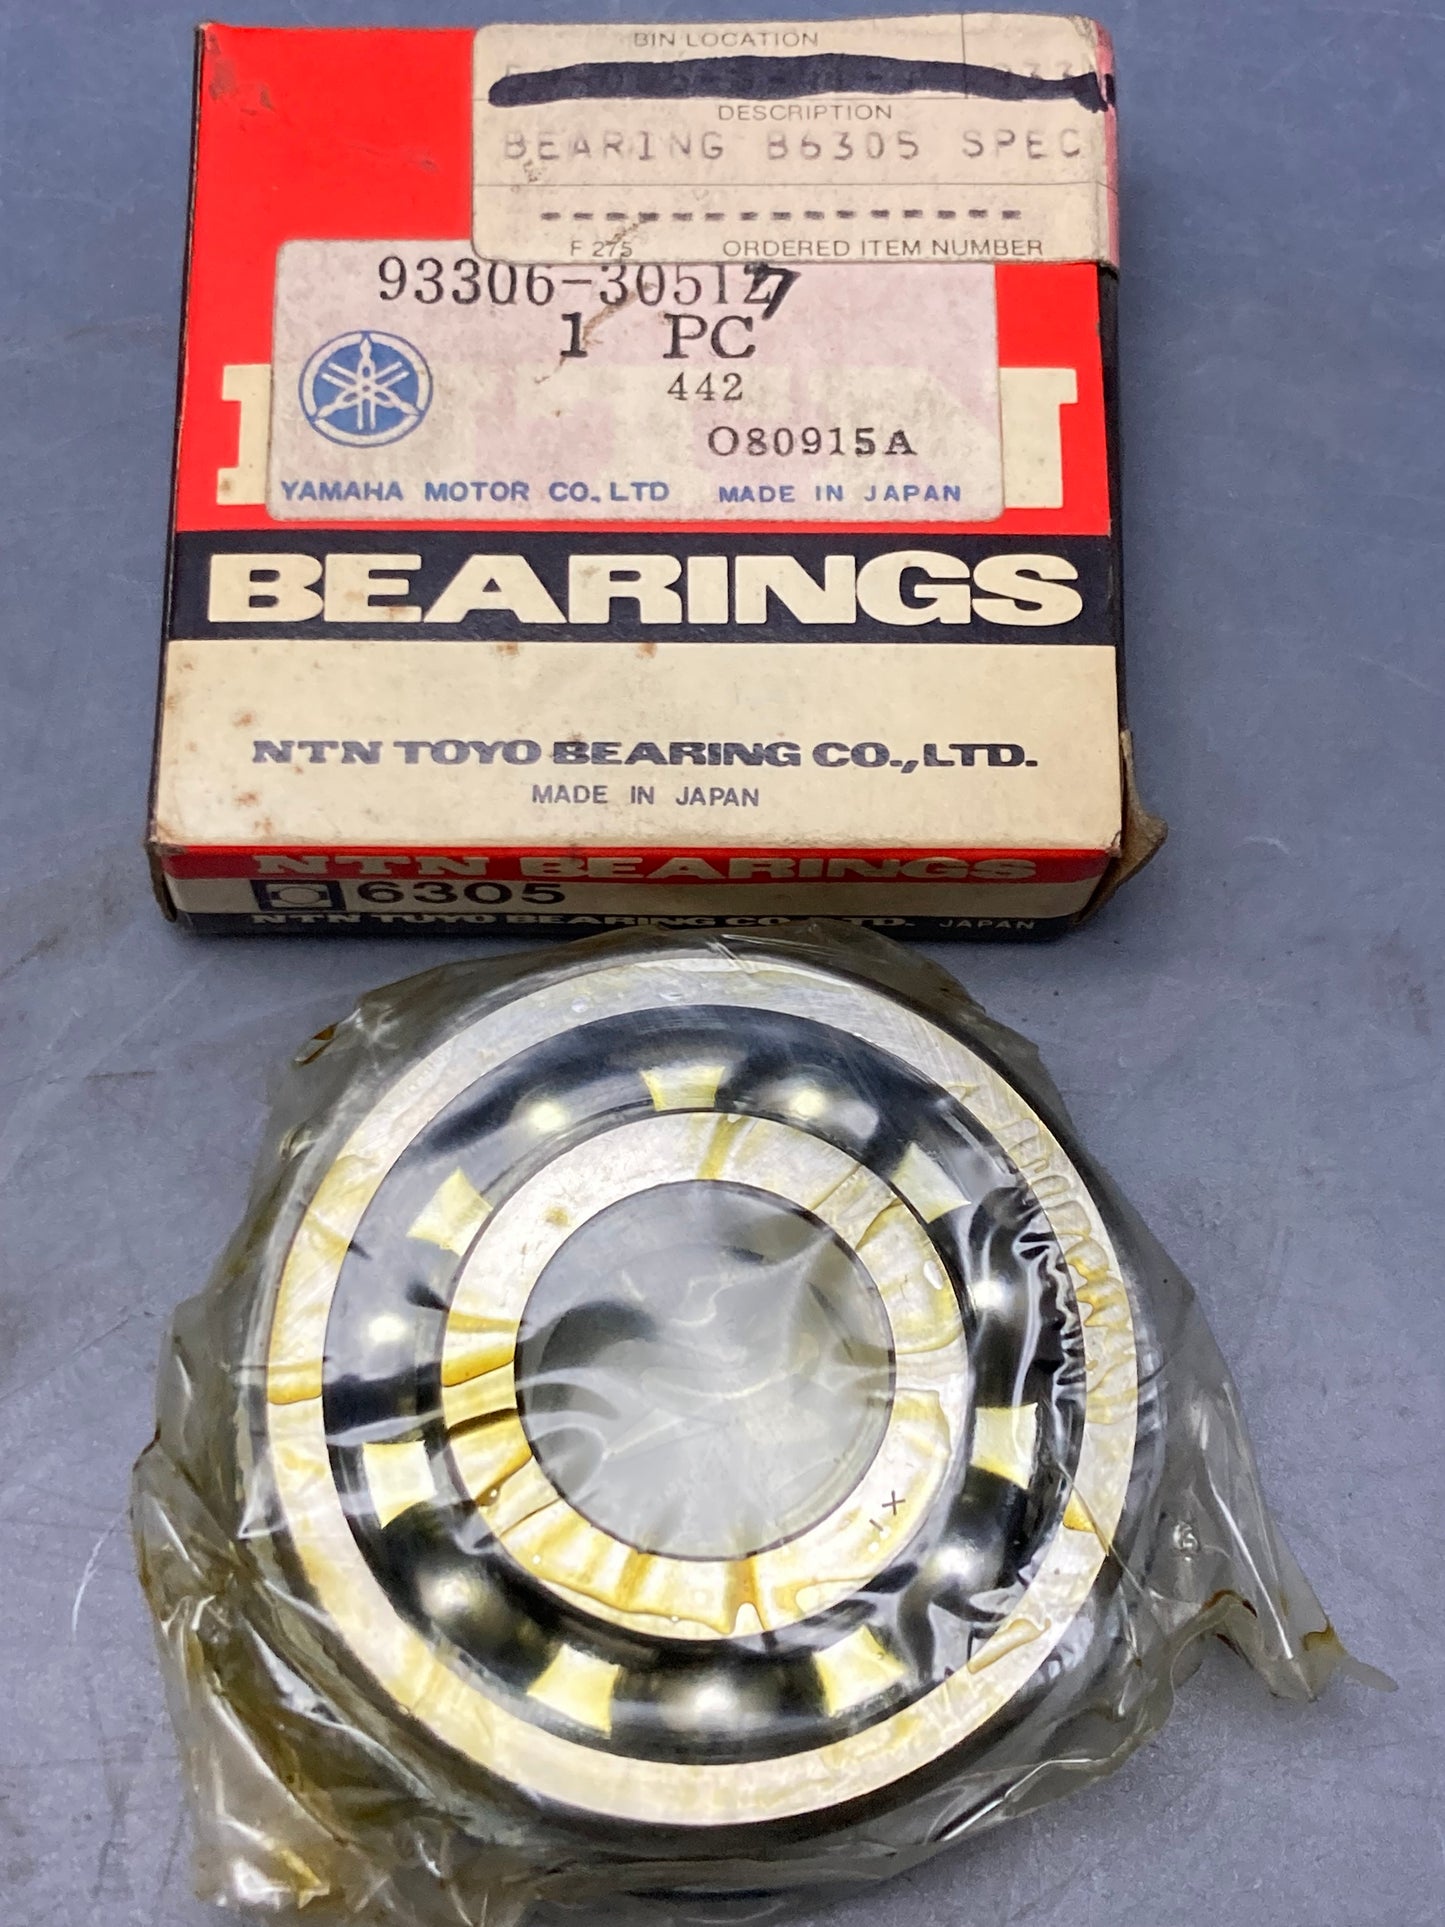 BIN LOCATION
DESCRIPTION
BEARING B6305 SPEC
F 275 ORDERED ITEM NUMBER
93306-30517
1 PC
442
O80915A
YAMAHA MOTOR CO., LTD MADE IN JAPAN
N
BEARINGS
NTN TOYO BEARING CO., LTD.
MADE IN JAPAN
NTN BEARINGS
6305
NTN TOYO BEARING CO., LTD. JAPAN
X1